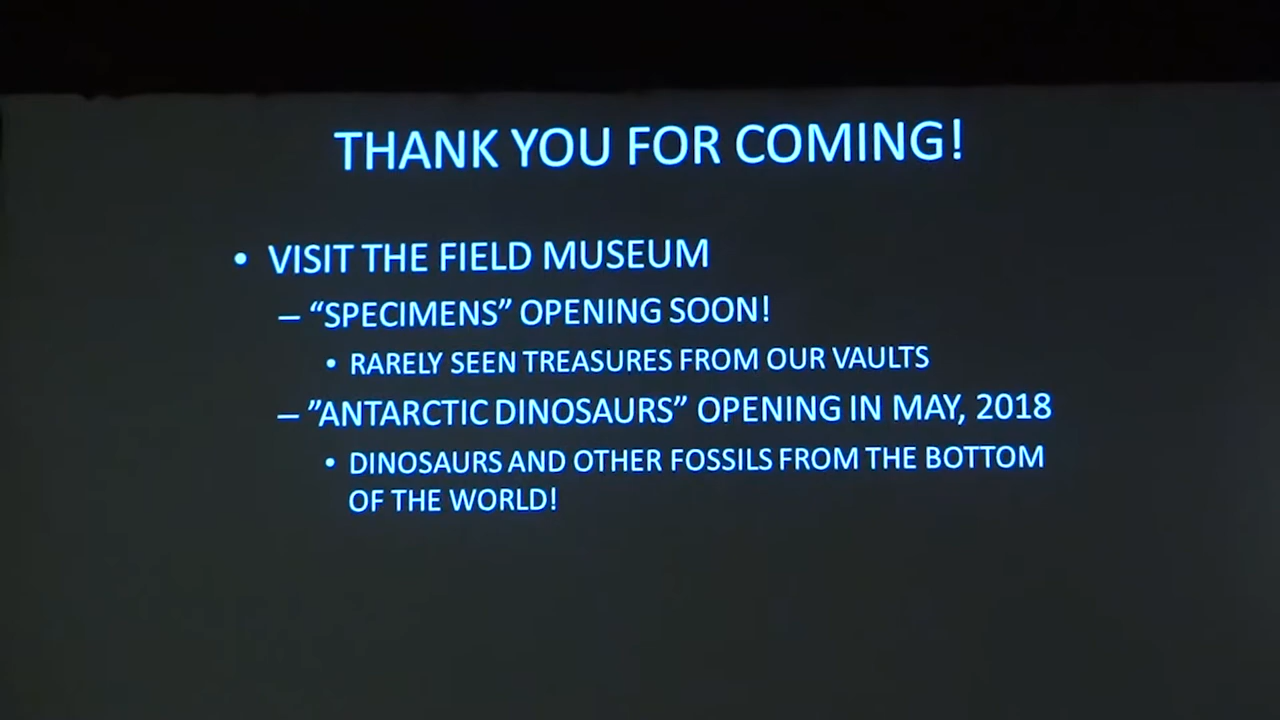 THANK YOU FOR COMING!
• VISIT THE FIELD MUSEUM
– “SPECIMENS” OPENING SOON!
• RARELY SEEN TREASURES FROM OUR VAULTS
– ”ANTARCTIC DINOSAURS” OPENING IN MAY, 2018
• DINOSAURS AND OTHER FOSSILS FROM THE BOTTOM
OF THE WORLD!